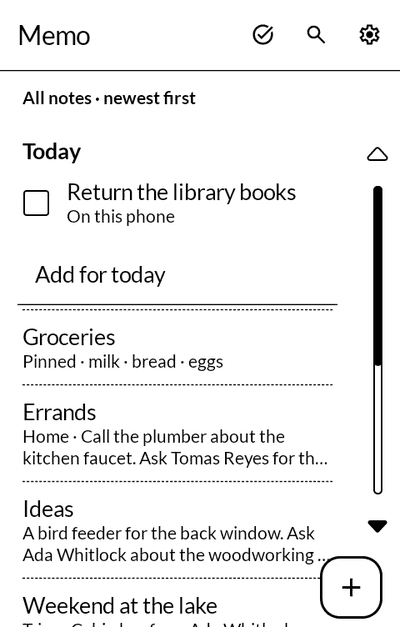 Memo
All notes · newest first
Today
Return the library books
On this phone
Add for today
Groceries
Pinned · milk · bread · eggs
Errands
Home · Call the plumber about the
kitchen faucet. Ask Tomas Reyes for th...
Ideas
A bird feeder for the back window. Ask
Ada Whitlock about the woodworking ...
Weekend at the lake